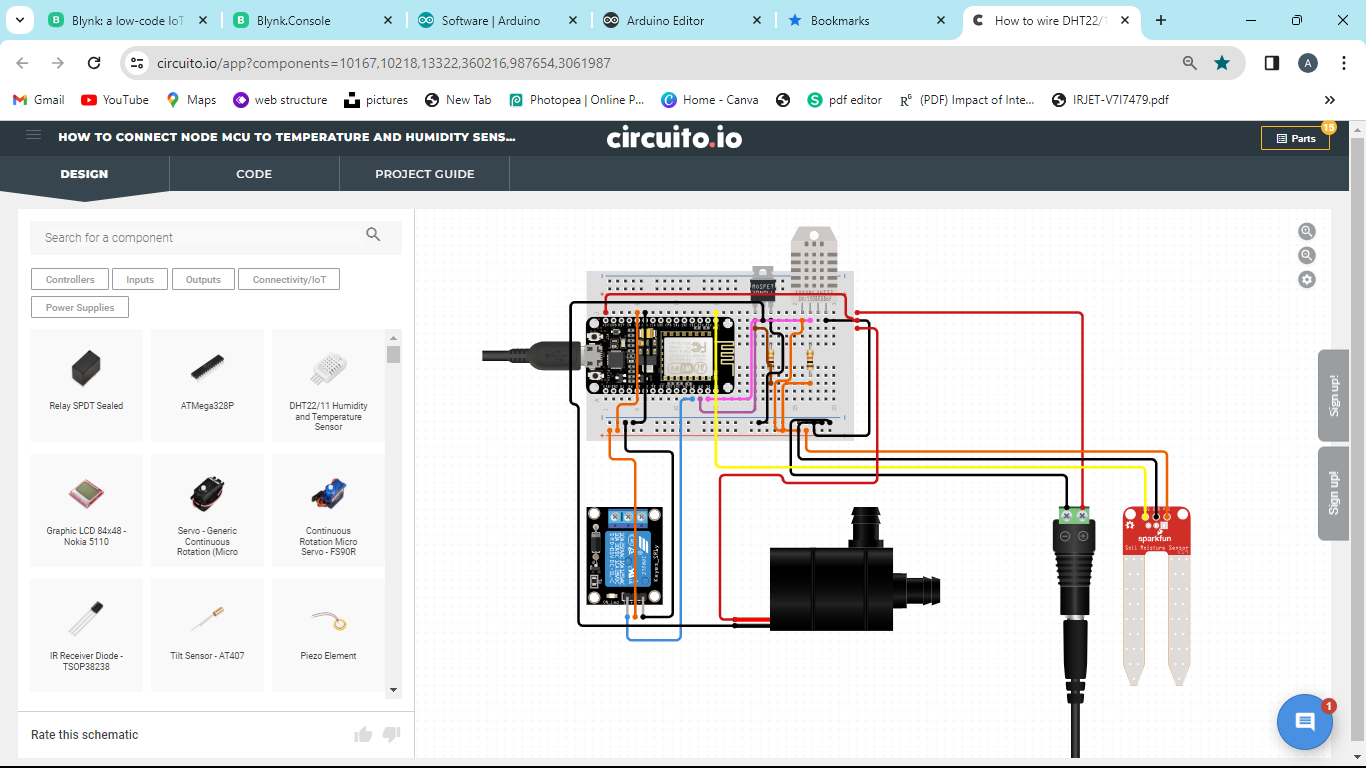 Blynk: a low-code IoT
Blynk.Console
Software | Arduino
Arduino Editor
Bookmarks
How to wire DHT22/1
circuito.io/app?components=10167,10218,13322,360216,987654,3061987
A
Gmail
YouTube
Maps
web structure
pictures
New Tab
Photopea | Online P...
Home - Canva
pdf editor
(PDF) Impact of Inte...
IRJET-V7I7479.pdf
HOW TO CONNECT NODE MCU TO TEMPERATURE AND HUMIDITY SENS...
circuito.io
15
Parts
DESIGN
CODE
PROJECT GUIDE
Search for a component
Controllers
Inputs
Outputs
Connectivity/IoT
Power Supplies
Relay SPDT Sealed
ATMega328P
DHT22/11 Humidity
and Temperature
Sensor
Graphic LCD 84x48 -
Nokia 5110
Servo - Generic
Continuous
Rotation (Micro
Continuous
Rotation Micro
Servo - FS90R
IR Receiver Diode -
TSOP38238
Tilt Sensor - AT407
Piezo Element
Rate this schematic
MOSFET
Keyes_SRly
sparkfun
Soil Moisture Sensor
Sign up!
Sign up!
1